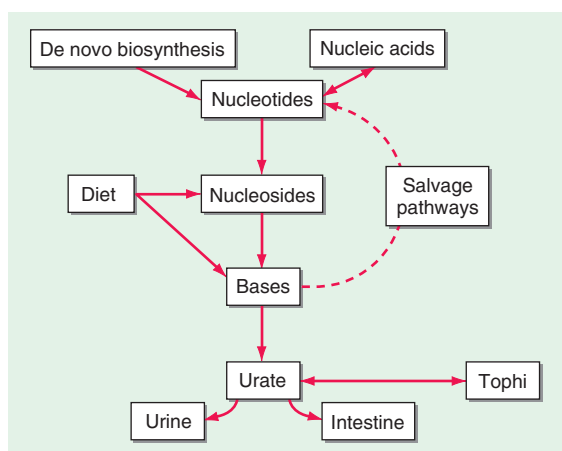 De novo biosynthesis
Nucleic acids
Nucleotides
Diet
Nucleosides
Salvage
pathways
Bases
Urate
Tophi
Urine
Intestine